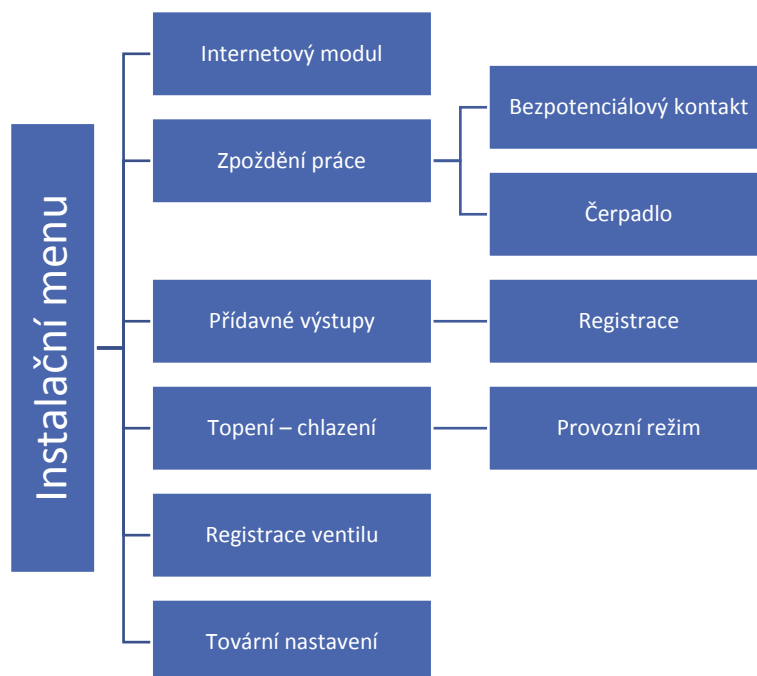 Instalační menu
Internetový modul
Zpoždění práce
Bezpotenciálový kontakt
Čerpadlo
Přídavné výstupy
Registrace
Topení – chlazení
Provozní režim
Registrace ventilu
Tovární nastavení